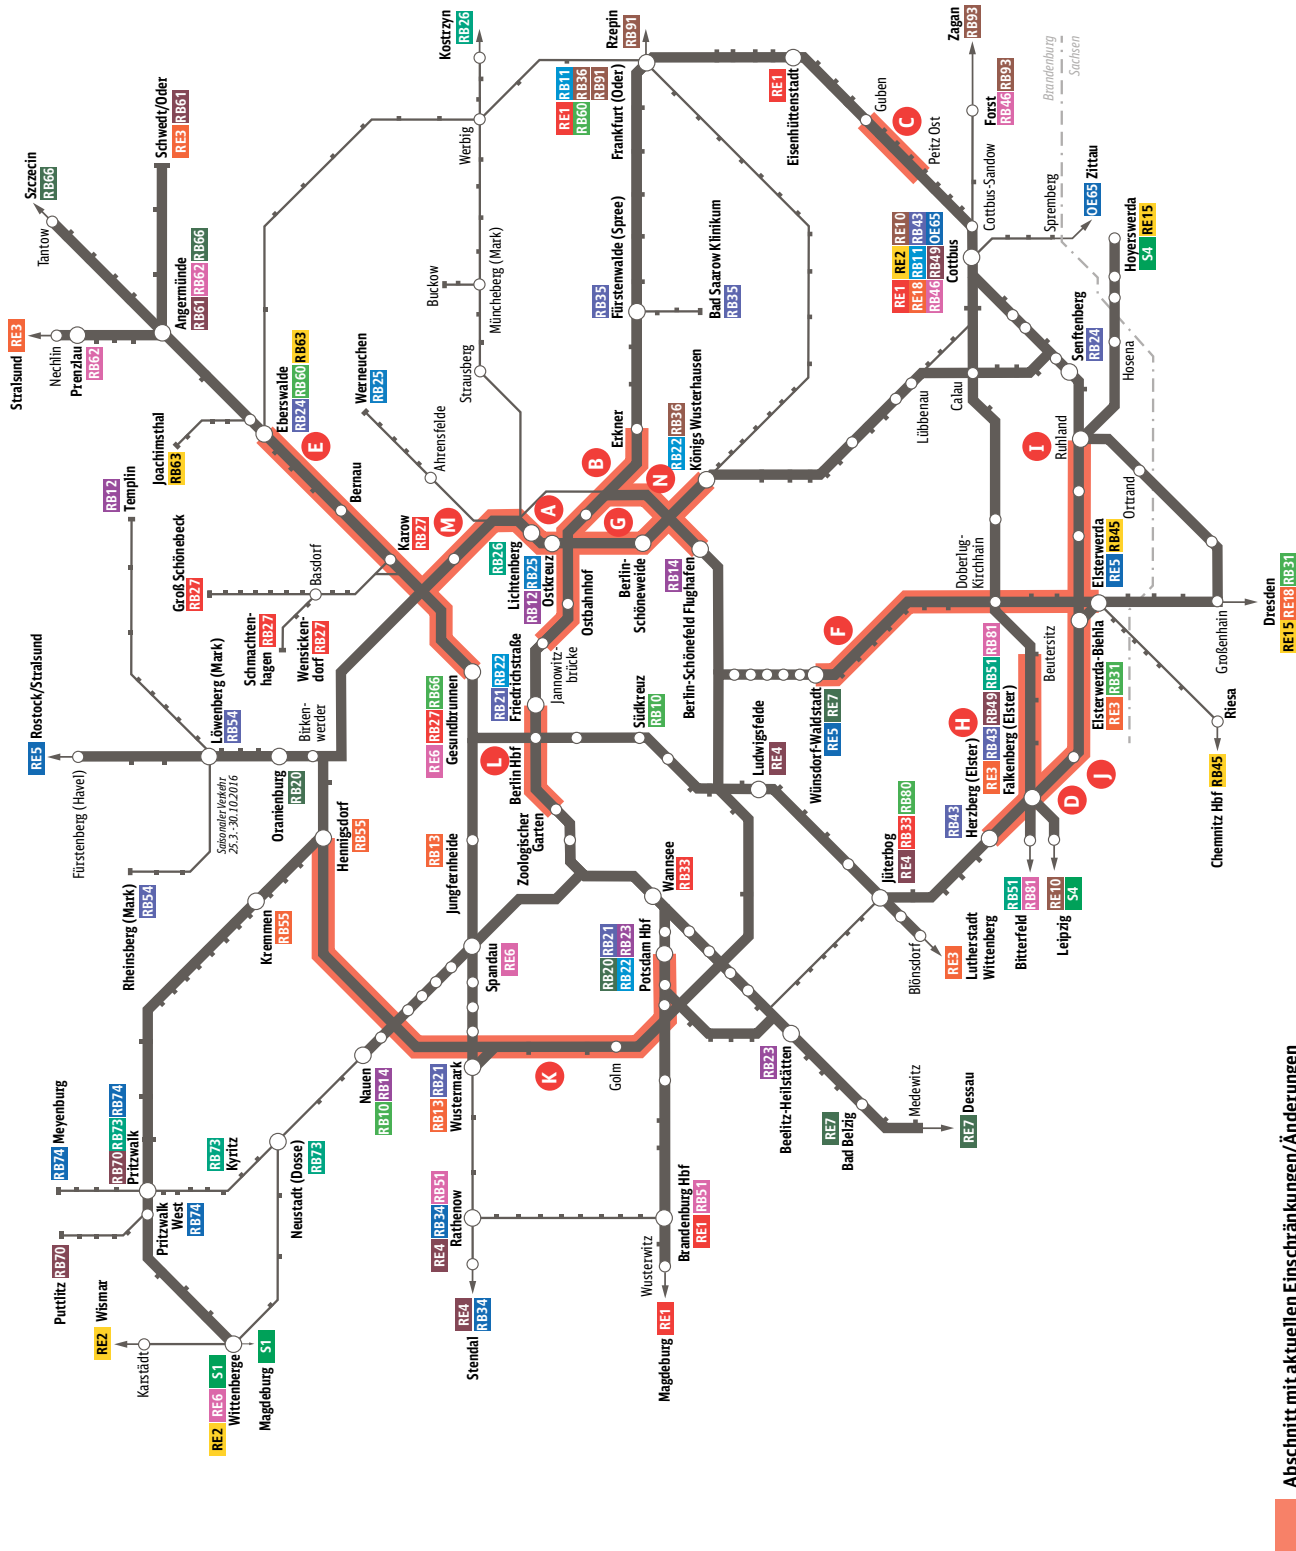 Stralsund RE3
Nechlin
Prenzlau
RB62
Szczecin
RB66
Tantow
Schwedt/Oder
RE3 RB61
Angermünde
RB61 RB62 RB66
Joachimsthal
RB63
Eberswalde
RB24 RB60 RB63
E
Bernau
Templin
RB12
Groß Schönebeck
RB27
Basdorf
Schmachten-
hagen RB27
Wensicken-
dorf RB27
Karow
RB27
M
Werneuchen
RB25
Ahrensfelde
Kostrzyn
RB26
Werbig
Buckow
Müncheberg (Mark)
Strausberg
Rzepin
RB91
RE1 RB11
RB60 RB36
RB91
Frankfurt (Oder)
RE1
Eisenhüttenstadt
Guben
C
Peitz Ost
Zagan
RB93
Forst
RB46 RB93
Brandenburg
Sachsen
Cottbus-Sandow
RE1 RE2 RE10
RE18 RB11 RB43
RB46 RB49 OE65
Cottbus
Spremberg
OE65 Zittau
Hoyerswerda
S4 RE15
Hosena
Senftenberg
RB24
Calau
Lübbenau
RB35
Fürstenwalde (Spree)
Bad Saarow Klinikum
RB35
Erkner
B
N
RB22 RB36
Königs Wusterhausen
A
G
RB26
Lichtenberg
RB12 RB25
Ostkreuz
Ostbahnhof
Berlin-
Schöneweide
RB14
Berlin-Schönefeld Flughafen
RE5 Rostock/Stralsund
Fürstenberg (Havel)
Löwenberg (Mark)
RB54
Saisonaler Verkehr
25.3.-30.10.2016
Oranienburg
RB20
Birken-
werder
Hennigsdorf
RB55
Rheinsberg (Mark)
RB54
Kremmen
RB55
RE6 RB27 RB66
Gesundbrunnen
RB21 RB22
Friedrichstraße
Jannowitz-
brücke
L
Berlin Hbf
Südkreuz
RB10
RB13
Jungfernheide
Zoologischer
Garten
Wannsee
RB33
Spandau
RE6
RB20 RB21
RB22 RB23
Potsdam Hbf
Ludwigsfelde
RE4
Wünsdorf-Waldstadt
RE5 RE7
F
Doberlug-
Kirchhain
I
Ruhland
Ortrand
Elsterwerda
RE5 RB45
Elsterwerda-Biehla
RE3 RB31
Beutersitz
H
RE3 RB43 RB49 RB51 RB81
Falkenberg (Elster)
D
J
RB43
Herzberg (Elster)
Jüterbog
RE4 RB33 RB80
Großenhain
Dresden
RE15 RE18 RB31
Riesa
Chemnitz Hbf RB45
RB51
RB81
Bitterfeld
RE10 S4
Leipzig
RE3
Lutherstadt
Wittenberg
Blönsdorf
RB74 Meyenburg
RB70 RB73 RB74
Pritzwalk
Pritzwalk
West
RB74
Puttlitz RB70
RB73
Kyritz
Neustadt (Dosse)
RB73
Nauen
RB10 RB14
RE2 Wismar
Karstädt
RE2 RE6 S1
Wittenberge
Magdeburg S1
RB13 RB21
Wustermark
K
Golm
RE4 RB34 RB51
Rathenow
RE4
RB34
Stendal
Wusterwitz
Brandenburg Hbf
RE1 RB51
Magdeburg RE1
RB23
Beelitz-Heilstätten
RE7
Bad Belzig
Medewitz
RE7 Dessau
Abschnitt mit aktuellen Einschränkungen/Änderungen